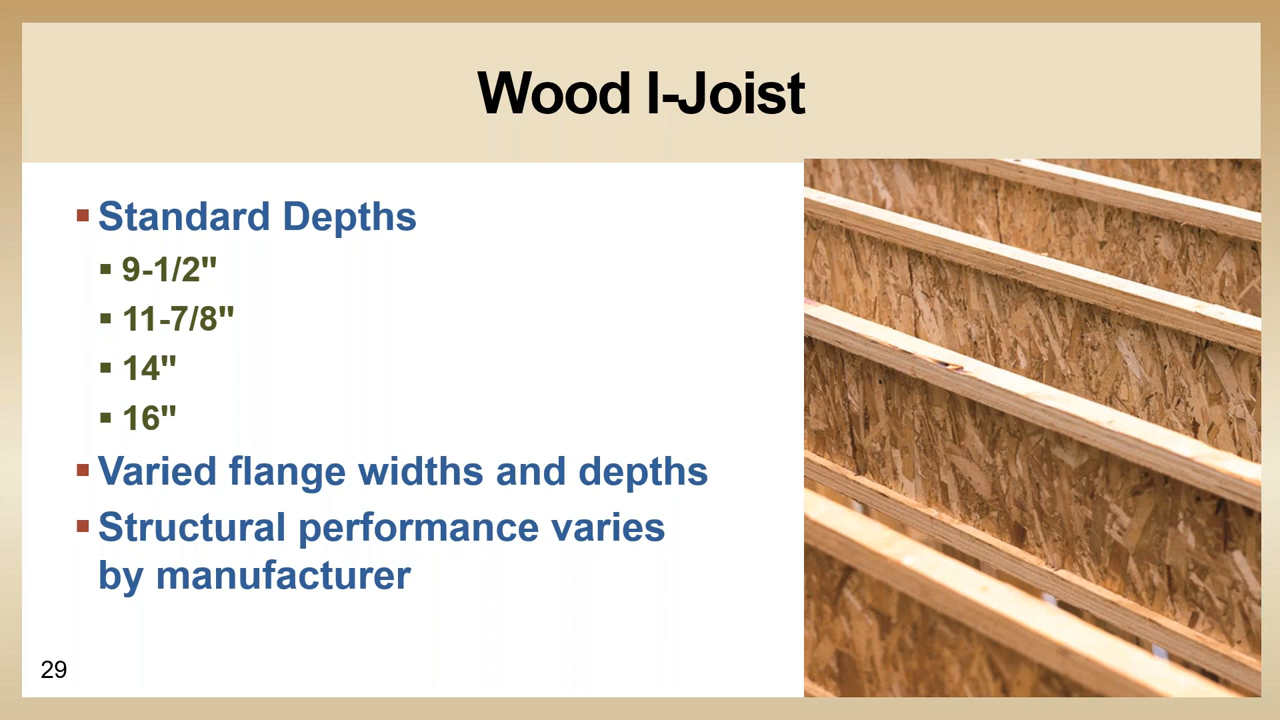 Wood I-Joist
Standard Depths
9-1/2"
11-7/8"
14"
16"
Varied flange widths and depths
Structural performance varies
by manufacturer
29